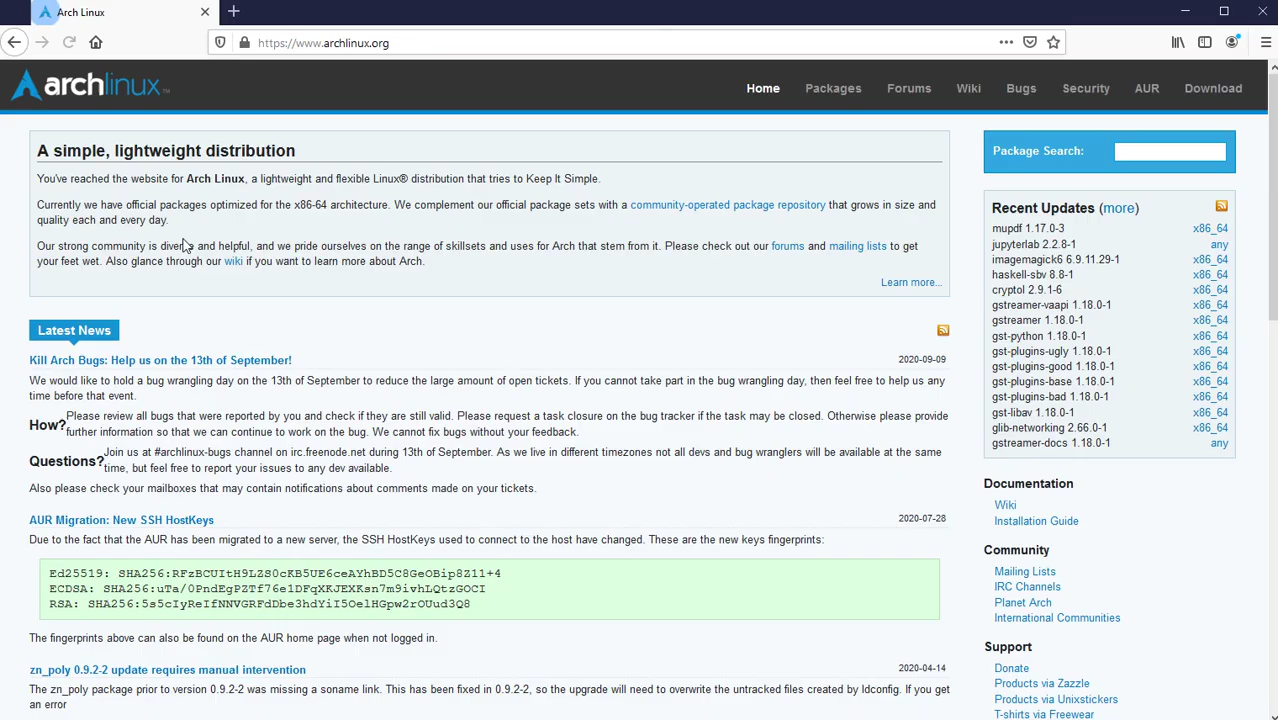 Arch Linux
https://www.archlinux.org
archlinux™
Home Packages Forums Wiki Bugs Security AUR Download
A simple, lightweight distribution
You've reached the website for Arch Linux, a lightweight and flexible Linux® distribution that tries to Keep It Simple.
Currently we have official packages optimized for the x86-64 architecture. We complement our official package sets with a community-operated package repository that grows in size and
quality each and every day.
Our strong community is diverse and helpful, and we pride ourselves on the range of skillsets and uses for Arch that stem from it. Please check out our forums and mailing lists to get
your feet wet. Also glance through our wiki if you want to learn more about Arch.
Learn more...
Latest News
Kill Arch Bugs: Help us on the 13th of September! 2020-09-09
We would like to hold a bug wrangling day on the 13th of September to reduce the large amount of open tickets. If you cannot take part in the bug wrangling day, then feel free to help us any
time before that event.
How? Please review all bugs that were reported by you and check if they are still valid. Please request a task closure on the bug tracker if the task may be closed. Otherwise please provide
further information so that we can continue to work on the bug. We cannot fix bugs without your feedback.
Questions? Join us at #archlinux-bugs channel on irc.freenode.net during 13th of September. As we live in different timezones not all devs and bug wranglers will be available at the same
time, but feel free to report your issues to any dev available.
Also please check your mailboxes that may contain notifications about comments made on your tickets.
AUR Migration: New SSH HostKeys 2020-07-28
Due to the fact that the AUR has been migrated to a new server, the SSH HostKeys used to connect to the host have changed. These are the new keys fingerprints:
Ed25519: SHA256:RFzBCUItH9LZS0cKB5UE6ceAYhBD5C8GeOBip8Z11+4
ECDSA: SHA256:uTa/0PndEgPZTf76e1DFqXKJEXKsn7m9ivhLQtzGOCI
RSA: SHA256:5s5cIyReIfNNVGRFdDbe3hdYiI5OelHGpw2rOUud3Q8
The fingerprints above can also be found on the AUR home page when not logged in.
zn_poly 0.9.2-2 update requires manual intervention 2020-04-14
The zn_poly package prior to version 0.9.2-2 was missing a soname link. This has been fixed in 0.9.2-2, so the upgrade will need to overwrite the untracked files created by ldconfig. If you get
an error
Package Search:
Recent Updates (more)
mupdf 1.17.0-3 x86_64
jupyterlab 2.2.8-1 any
imagemagick6 6.9.11.29-1 x86_64
haskell-sbv 8.8-1 x86_64
cryptol 2.9.1-6 x86_64
gstreamer-vaapi 1.18.0-1 x86_64
gstreamer 1.18.0-1 x86_64
gst-python 1.18.0-1 x86_64
gst-plugins-ugly 1.18.0-1 x86_64
gst-plugins-good 1.18.0-1 x86_64
gst-plugins-base 1.18.0-1 x86_64
gst-plugins-bad 1.18.0-1 x86_64
gst-libav 1.18.0-1 x86_64
glib-networking 2.66.0-1 x86_64
gstreamer-docs 1.18.0-1 any
Documentation
Wiki
Installation Guide
Community
Mailing Lists
IRC Channels
Planet Arch
International Communities
Support
Donate
Products via Zazzle
Products via Unixstickers
T-shirts via Freewear